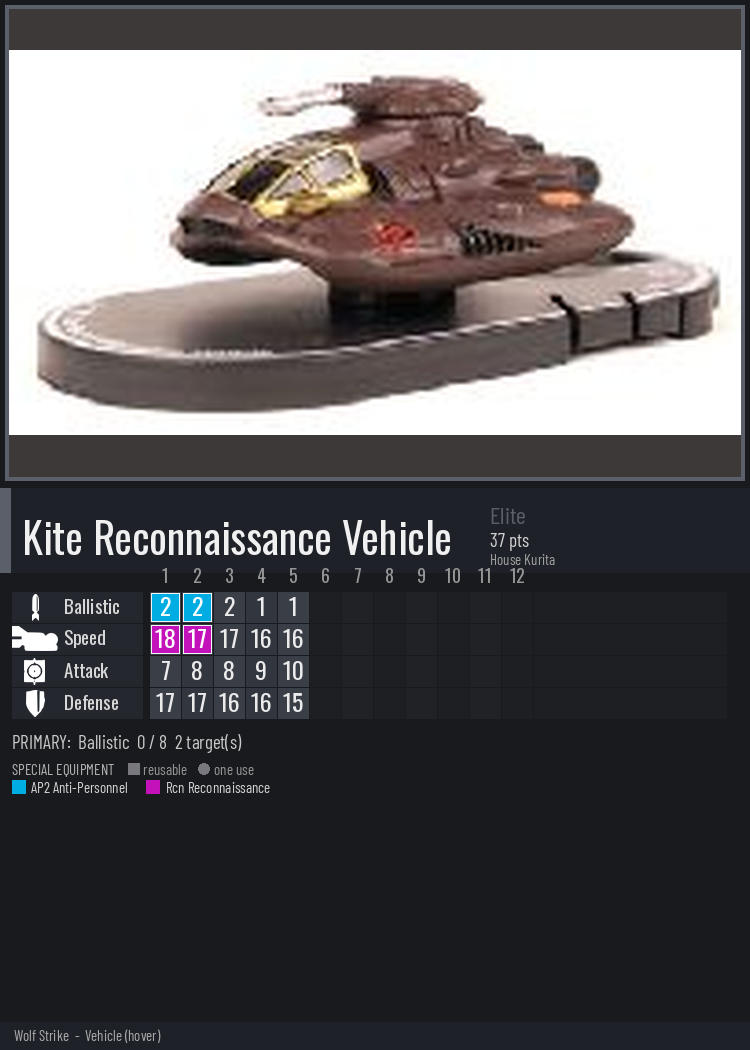 Kite Reconnaissance Vehicle
Elite
37 pts
House Kurita
1 2 3 4 5 6 7 8 9 10 11 12
Ballistic 2 2 2 1 1
Speed 18 17 17 16 16
Attack 7 8 8 9 10
Defense 17 17 16 16 15
PRIMARY: Ballistic 0 / 8 2 target(s)
SPECIAL EQUIPMENT reusable one use
AP2 Anti-Personnel Rcn Reconnaissance
Wolf Strike - Vehicle (hover)